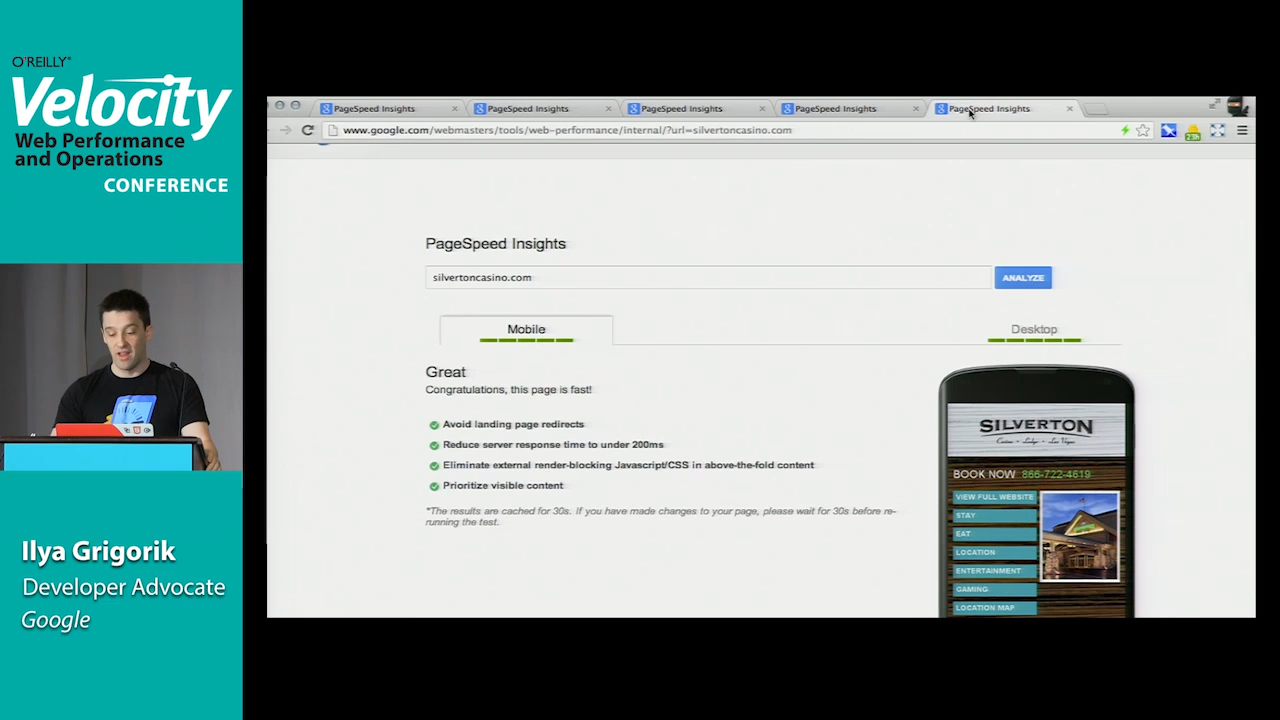 O'REILLY®
Velocity
Web Performance
and Operations
CONFERENCE
Ilya Grigorik
Developer Advocate
Google
PageSpeed Insights
PageSpeed Insights
PageSpeed Insights
PageSpeed Insights
PageSpeed Insights
www.google.com/webmasters/tools/web-performance/internal/?url=silvertoncasino.com
23h
PageSpeed Insights
silvertoncasino.com
ANALYZE
Mobile
Desktop
Great
Congratulations, this page is fast!
Avoid landing page redirects
Reduce server response time to under 200ms
Eliminate external render-blocking Javascript/CSS in above-the-fold content
Prioritize visible content
*The results are cached for 30s. If you have made changes to your page, please wait for 30s before re-
running the test.
SILVERTON
Casino • Lodge • Las Vegas
BOOK NOW 866-722-4619
VIEW FULL WEBSITE
STAY
EAT
LOCATION
ENTERTAINMENT
GAMING
LOCATION MAP